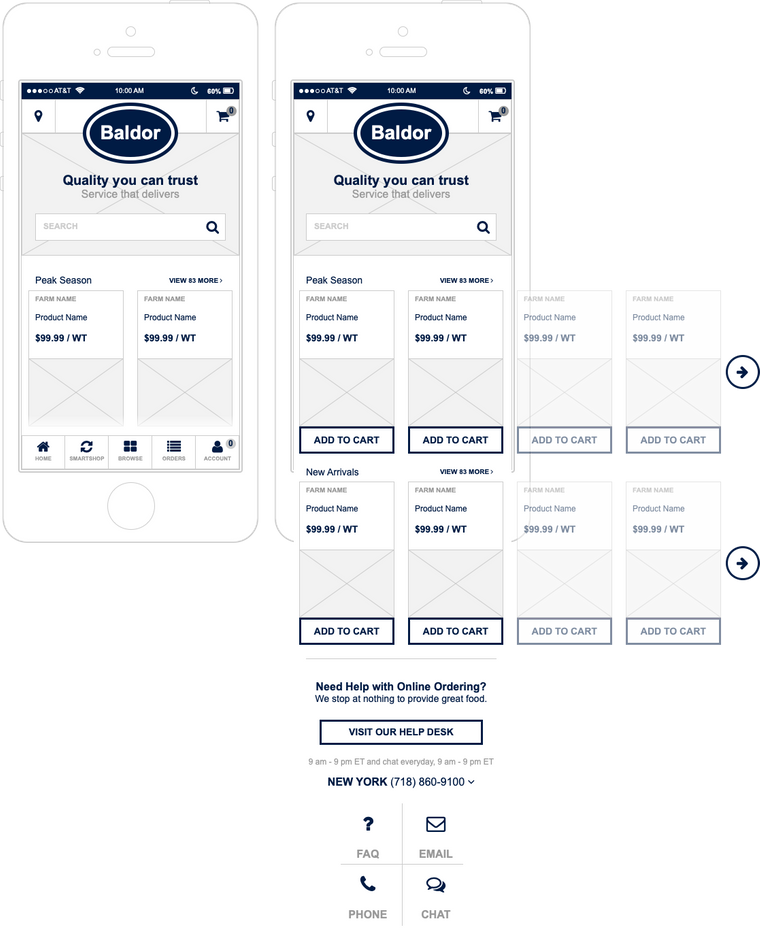 AT&T 10:00 AM 60%
0
Baldor
Quality you can trust
Service that delivers
SEARCH
Peak Season VIEW 83 MORE ›
FARM NAME FARM NAME
Product Name Product Name
$99.99 / WT $99.99 / WT
HOME SMARTSHOP BROWSE ORDERS ACCOUNT 0
AT&T 10:00 AM 60%
0
Baldor
Quality you can trust
Service that delivers
SEARCH
Peak Season VIEW 83 MORE ›
FARM NAME FARM NAME FARM NAME FARM NAME
Product Name Product Name Product Name Product Name
$99.99 / WT $99.99 / WT $99.99 / WT $99.99 / WT
ADD TO CART ADD TO CART ADD TO CART ADD TO CART
New Arrivals VIEW 83 MORE ›
FARM NAME FARM NAME FARM NAME FARM NAME
Product Name Product Name Product Name Product Name
$99.99 / WT $99.99 / WT $99.99 / WT $99.99 / WT
ADD TO CART ADD TO CART ADD TO CART ADD TO CART
Need Help with Online Ordering?
We stop at nothing to provide great food.
VISIT OUR HELP DESK
9 am - 9 pm ET and chat everyday, 9 am - 9 pm ET
NEW YORK (718) 860-9100
? 
FAQ EMAIL
PHONE CHAT